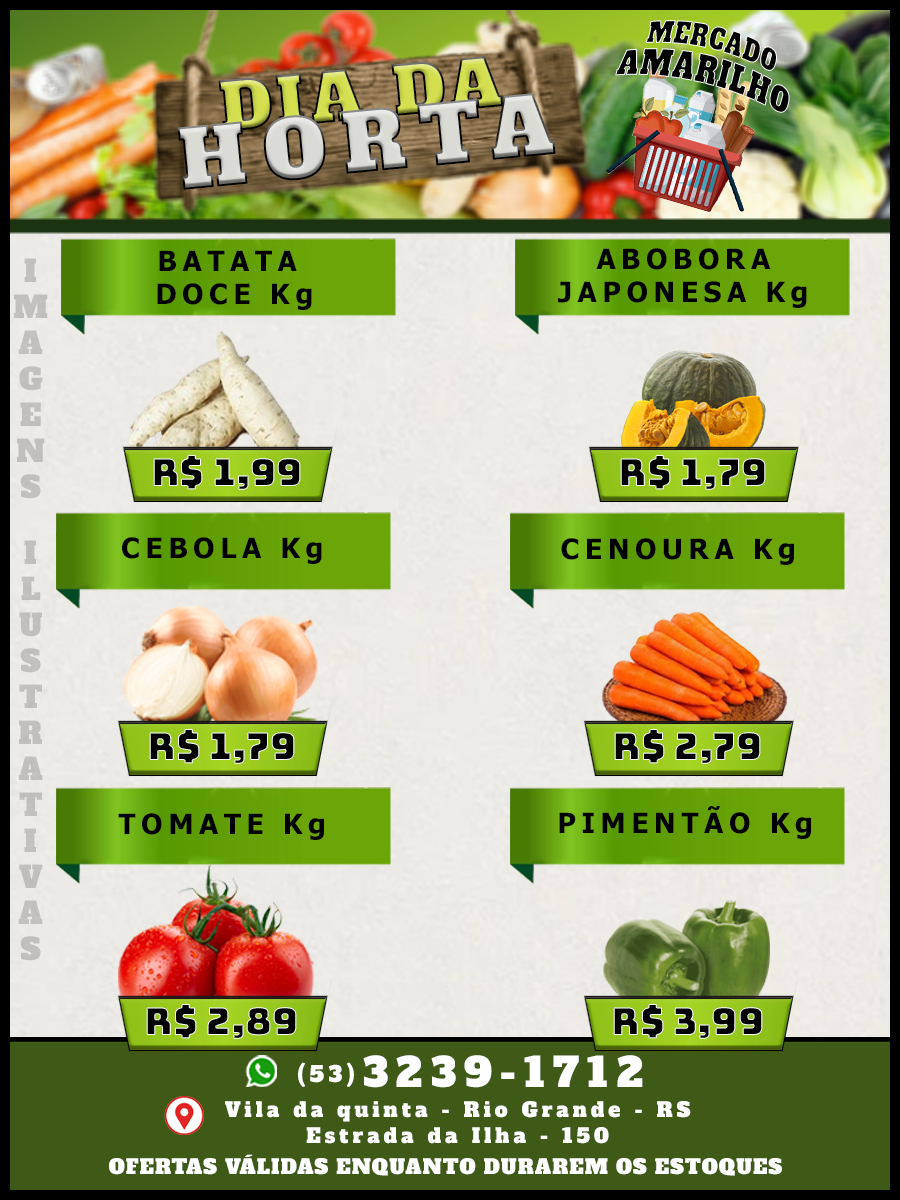 DIA DA
HORTA
MERCADO
AMARILHO
IMAGENS ILUSTRATIVAS
BATATA
DOCE Kg
R$ 1,99
ABOBORA
JAPONESA Kg
R$ 1,79
CEBOLA Kg
R$ 1,79
CENOURA Kg
R$ 2,79
TOMATE Kg
R$ 2,89
PIMENTÃO Kg
R$ 3,99
(53) 3239-1712
Vila da quinta - Rio Grande - RS
Estrada da Ilha - 150
OFERTAS VÁLIDAS ENQUANTO DURAREM OS ESTOQUES